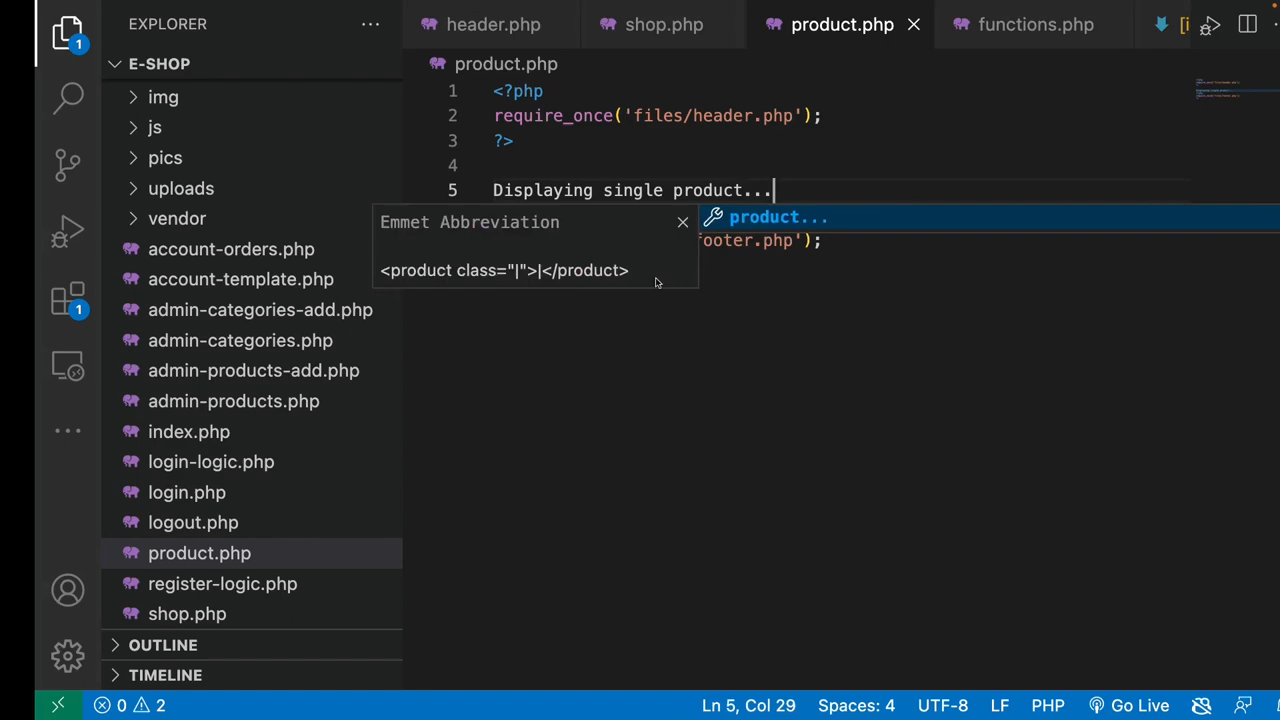 EXPLORER
header.php
shop.php
product.php
functions.php
E-SHOP
img
js
pics
uploads
vendor
account-orders.php
account-template.php
admin-categories-add.php
admin-categories.php
admin-products-add.php
admin-products.php
index.php
login-logic.php
login.php
logout.php
product.php
register-logic.php
shop.php
OUTLINE
TIMELINE
1
1
product.php
1 <?php
2 require_once('files/header.php');
3 ?>
4
5 Displaying single product...
product...
Emmet Abbreviation
<product class="|">|</product>
ooter.php');
0 2
Ln 5, Col 29
Spaces: 4
UTF-8
LF
PHP
Go Live